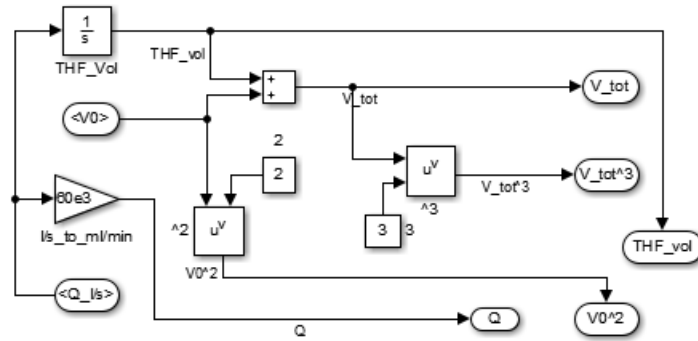 1
s
THF_Vol
THF_vol
+
+
V_tot
V_tot
<V0>
2
2
u^v
^3
V_tot^3
V_tot^3
3
3
60e3
l/s_to_ml/min
^2
u^v
V0^2
THF_vol
<Q_l/s>
Q
Q
V0^2